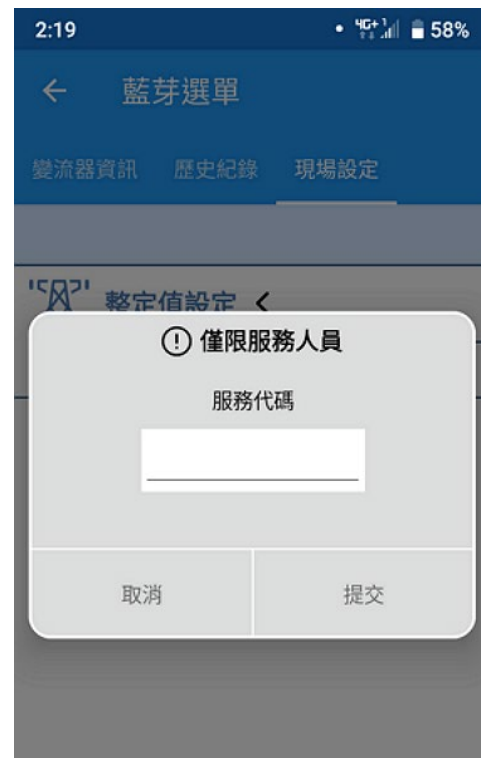 2:19
4G+ 1 58%
藍芽選單
變流器資訊 歷史紀錄 現場設定
整定值設定
僅限服務人員
服務代碼
取消 提交